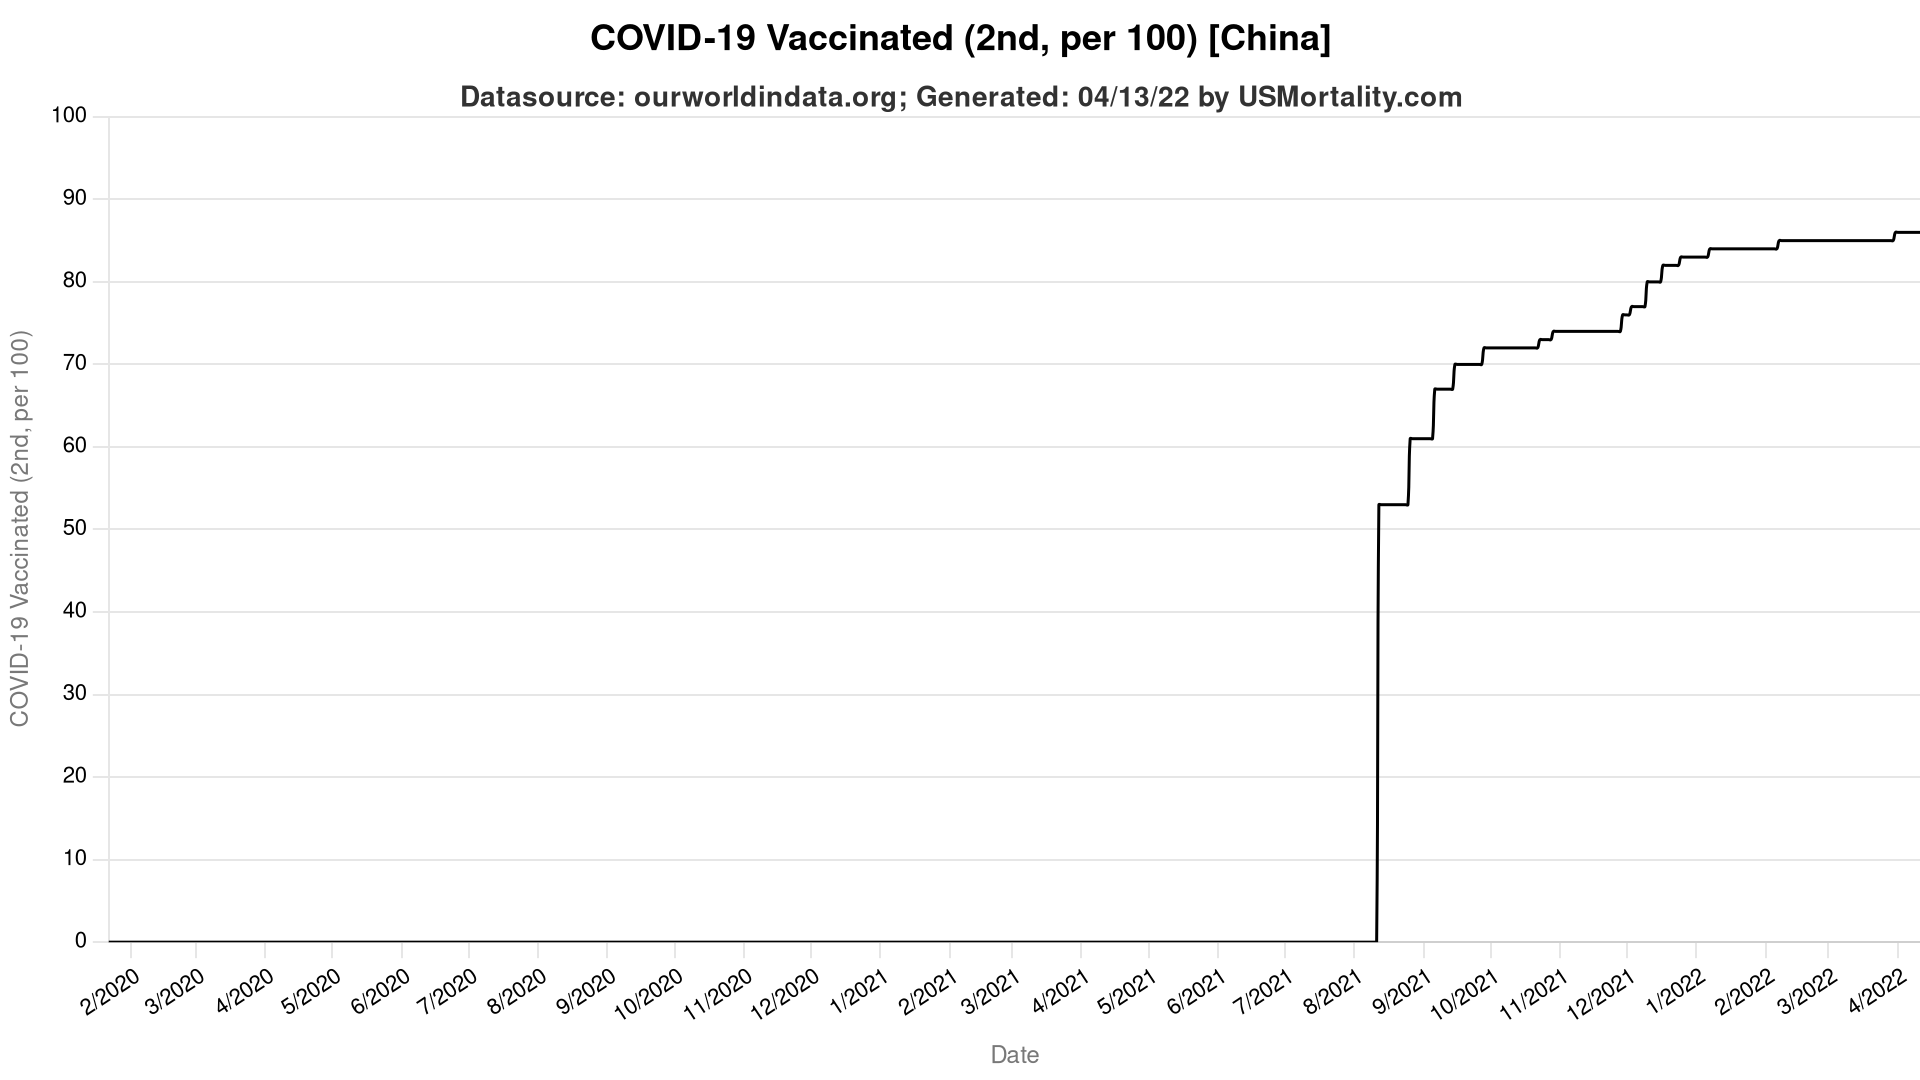 COVID-19 Vaccinated (2nd, per 100) [China]
Datasource: ourworldindata.org; Generated: 04/13/22 by USMortality.com
COVID-19 Vaccinated (2nd, per 100)
100
90
80
70
60
50
40
30
20
10
0
2/2020 3/2020 4/2020 5/2020 6/2020 7/2020 8/2020 9/2020 10/2020 11/2020 12/2020 1/2021 2/2021 3/2021 4/2021 5/2021 6/2021 7/2021 8/2021 9/2021 10/2021 11/2021 12/2021 1/2022 2/2022 3/2022 4/2022
Date